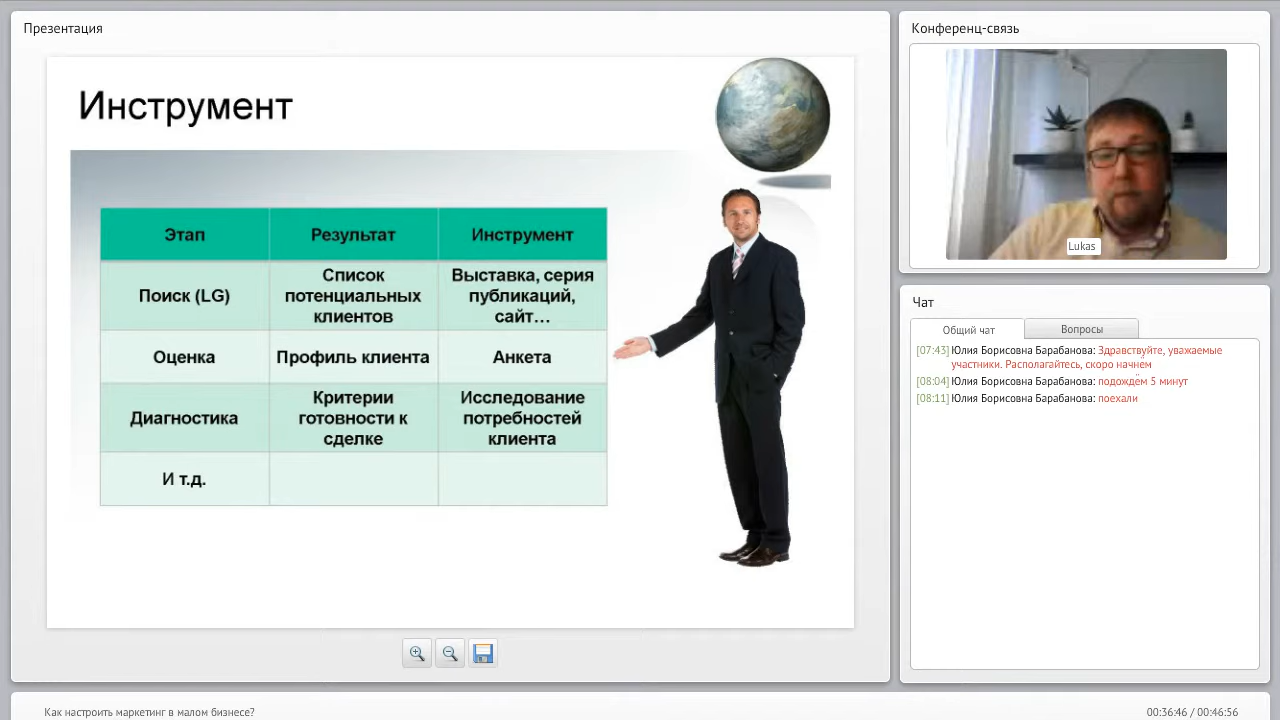 Презентация
Инструмент
Этап
Результат
Инструмент
Поиск (LG)
Список
потенциальных
клиентов
Выставка, серия
публикаций,
сайт…
Оценка
Профиль клиента
Анкета
Диагностика
Критерии
готовности к
сделке
Исследование
потребностей
клиента
И т.д.
Конференц-связь
Lukas
Чат
Общий чат
Вопросы
[07:43] Юлия Борисовна Барабанова: Здравствуйте, уважаемые
участники. Располагайтесь, скоро начнём
[08:04] Юлия Борисовна Барабанова: подождём 5 минут
[08:11] Юлия Борисовна Барабанова: поехали
Как настроить маркетинг в малом бизнесе?
00:36:46 / 00:46:56